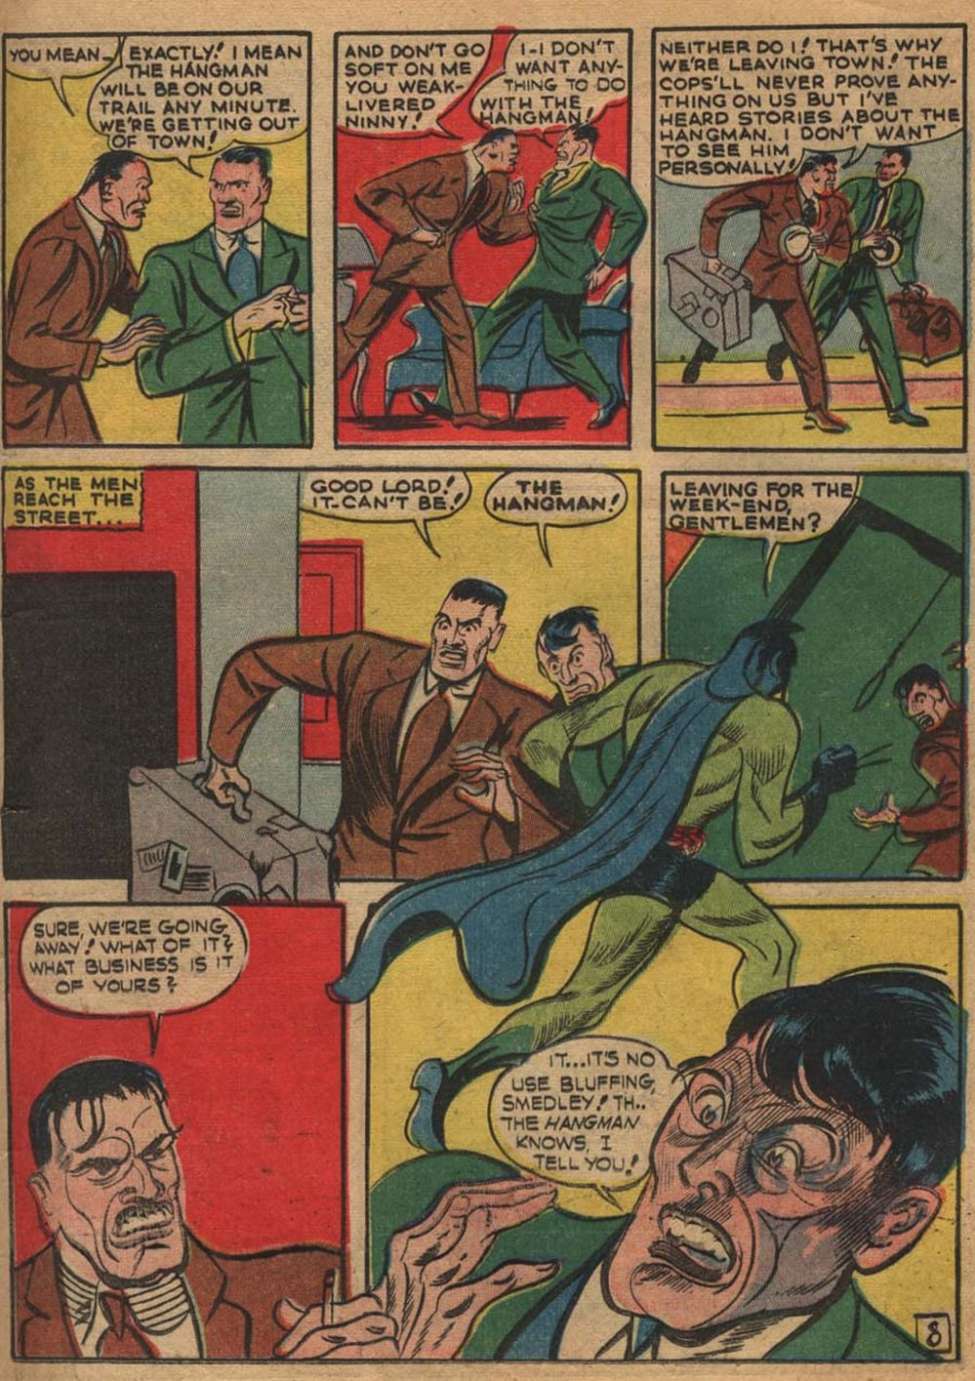 YOU MEAN-
EXACTLY! I MEAN
THE HANGMAN
WILL BE ON OUR
TRAIL ANY MINUTE.
WE'RE GETTING OUT
OF TOWN!
AND DON'T GO
SOFT ON ME
YOU WEAK-
LIVERED
NINNY!
I-I DON'T
WANT ANY-
THING TO DO
WITH THE
HANGMAN!
NEITHER DO I! THAT'S WHY
WE'RE LEAVING TOWN! THE
COPS'LL NEVER PROVE ANY-
THING ON US BUT I'VE
HEARD STORIES ABOUT THE
HANGMAN. I DON'T WANT
TO SEE HIM
PERSONALLY!
AS THE MEN
REACH THE
STREET...
GOOD LORD!
IT-CAN'T BE!
THE
HANGMAN!
LEAVING FOR THE
WEEK-END,
GENTLEMEN?
SURE, WE'RE GOING
AWAY! WHAT OF IT?
WHAT BUSINESS IS IT
OF YOURS?
IT...IT'S NO
USE BLUFFING,
SMEDLEY! TH..
THE HANGMAN
KNOWS, I
TELL YOU!
8